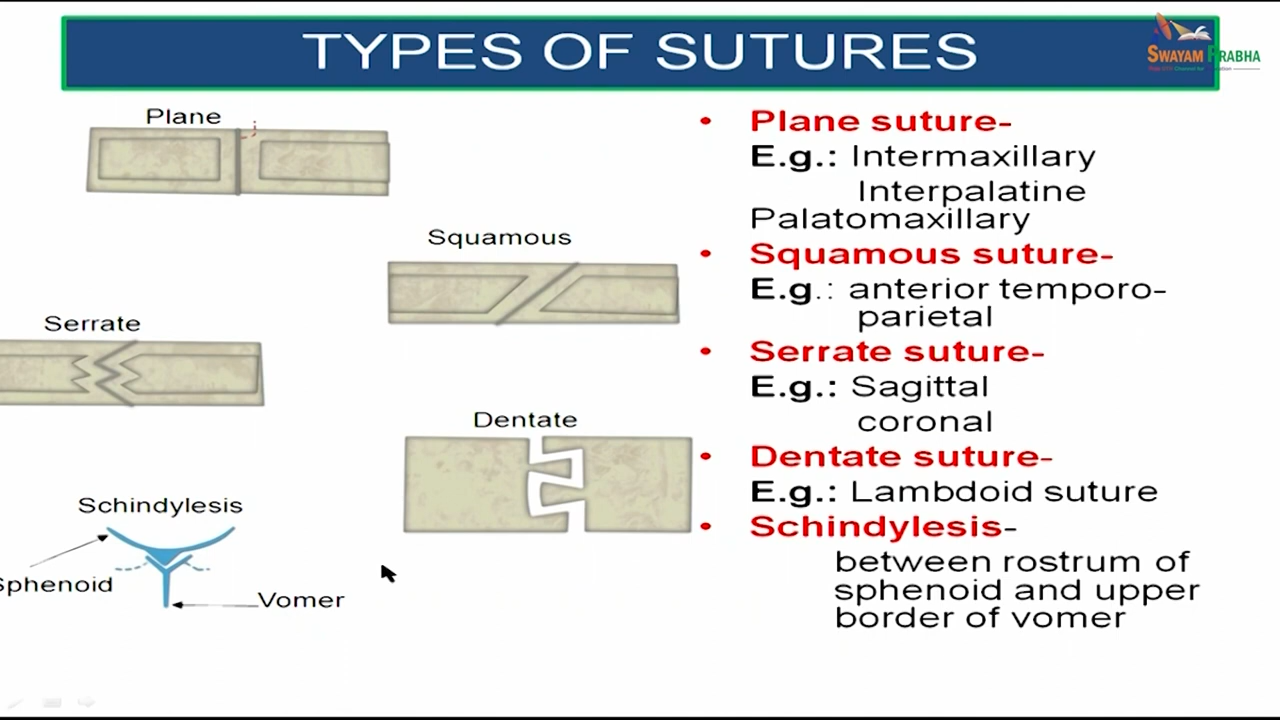 TYPES OF SUTURES
SWAYAM PRABHA
Plane
Squamous
Serrate
Dentate
Schindylesis
Sphenoid
Vomer
• Plane suture-
E.g.: Intermaxillary
Interpalatine
Palatomaxillary
• Squamous suture-
E.g.: anterior temporo-
parietal
• Serrate suture-
E.g.: Sagittal
coronal
• Dentate suture-
E.g.: Lambdoid suture
• Schindylesis-
between rostrum of
sphenoid and upper
border of vomer